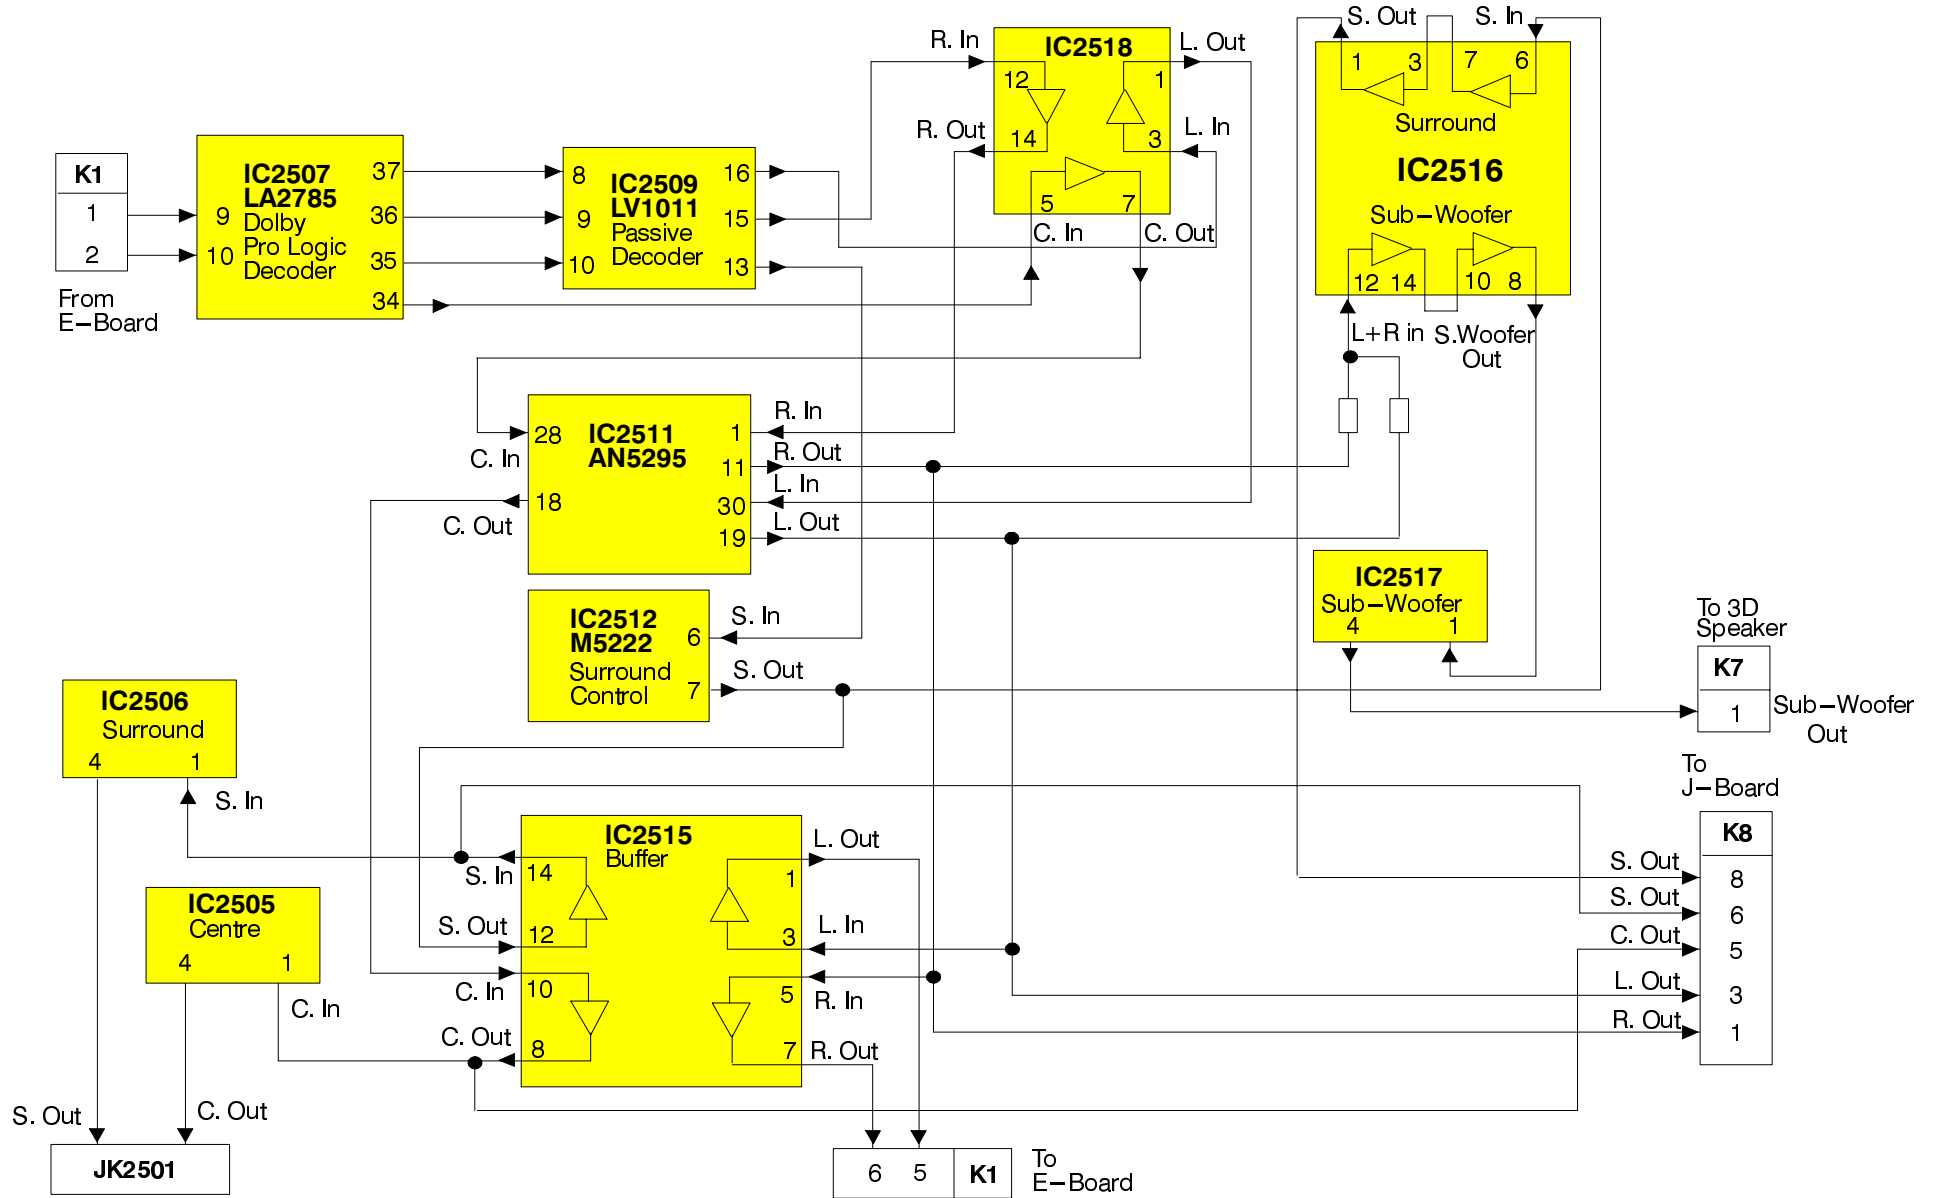 S. Out
S. In
R. In
IC2518
L. Out
12
1
R. Out
14
3
L. In
5
7
C. In
C. Out
1
3
7
6
Surround
IC2516
Sub–Woofer
12
14
10
8
L+R in
S.Woofer
Out
K1
1
2
From
E–Board
IC2507
LA2785
Dolby
Pro Logic
Decoder
9
10
37
36
35
34
IC2509
LV1011
Passive
Decoder
8
9
10
16
15
13
IC2511
AN5295
28
C. In
18
C. Out
1
R. In
11
R. Out
30
L. In
19
L. Out
IC2512
M5222
Surround
Control
6
S. In
7
S. Out
IC2517
Sub–Woofer
4
1
To 3D
Speaker
K7
1
Sub–Woofer
Out
IC2506
Surround
4
1
S. In
IC2505
Centre
4
1
C. In
IC2515
Buffer
S. In
14
S. Out
12
C. In
10
C. Out
8
L. Out
1
L. In
3
5
R. In
7
R. Out
To
J–Board
K8
S. Out
8
S. Out
6
C. Out
5
L. Out
3
R. Out
1
S. Out
C. Out
JK2501
6
5
K1
To
E–Board